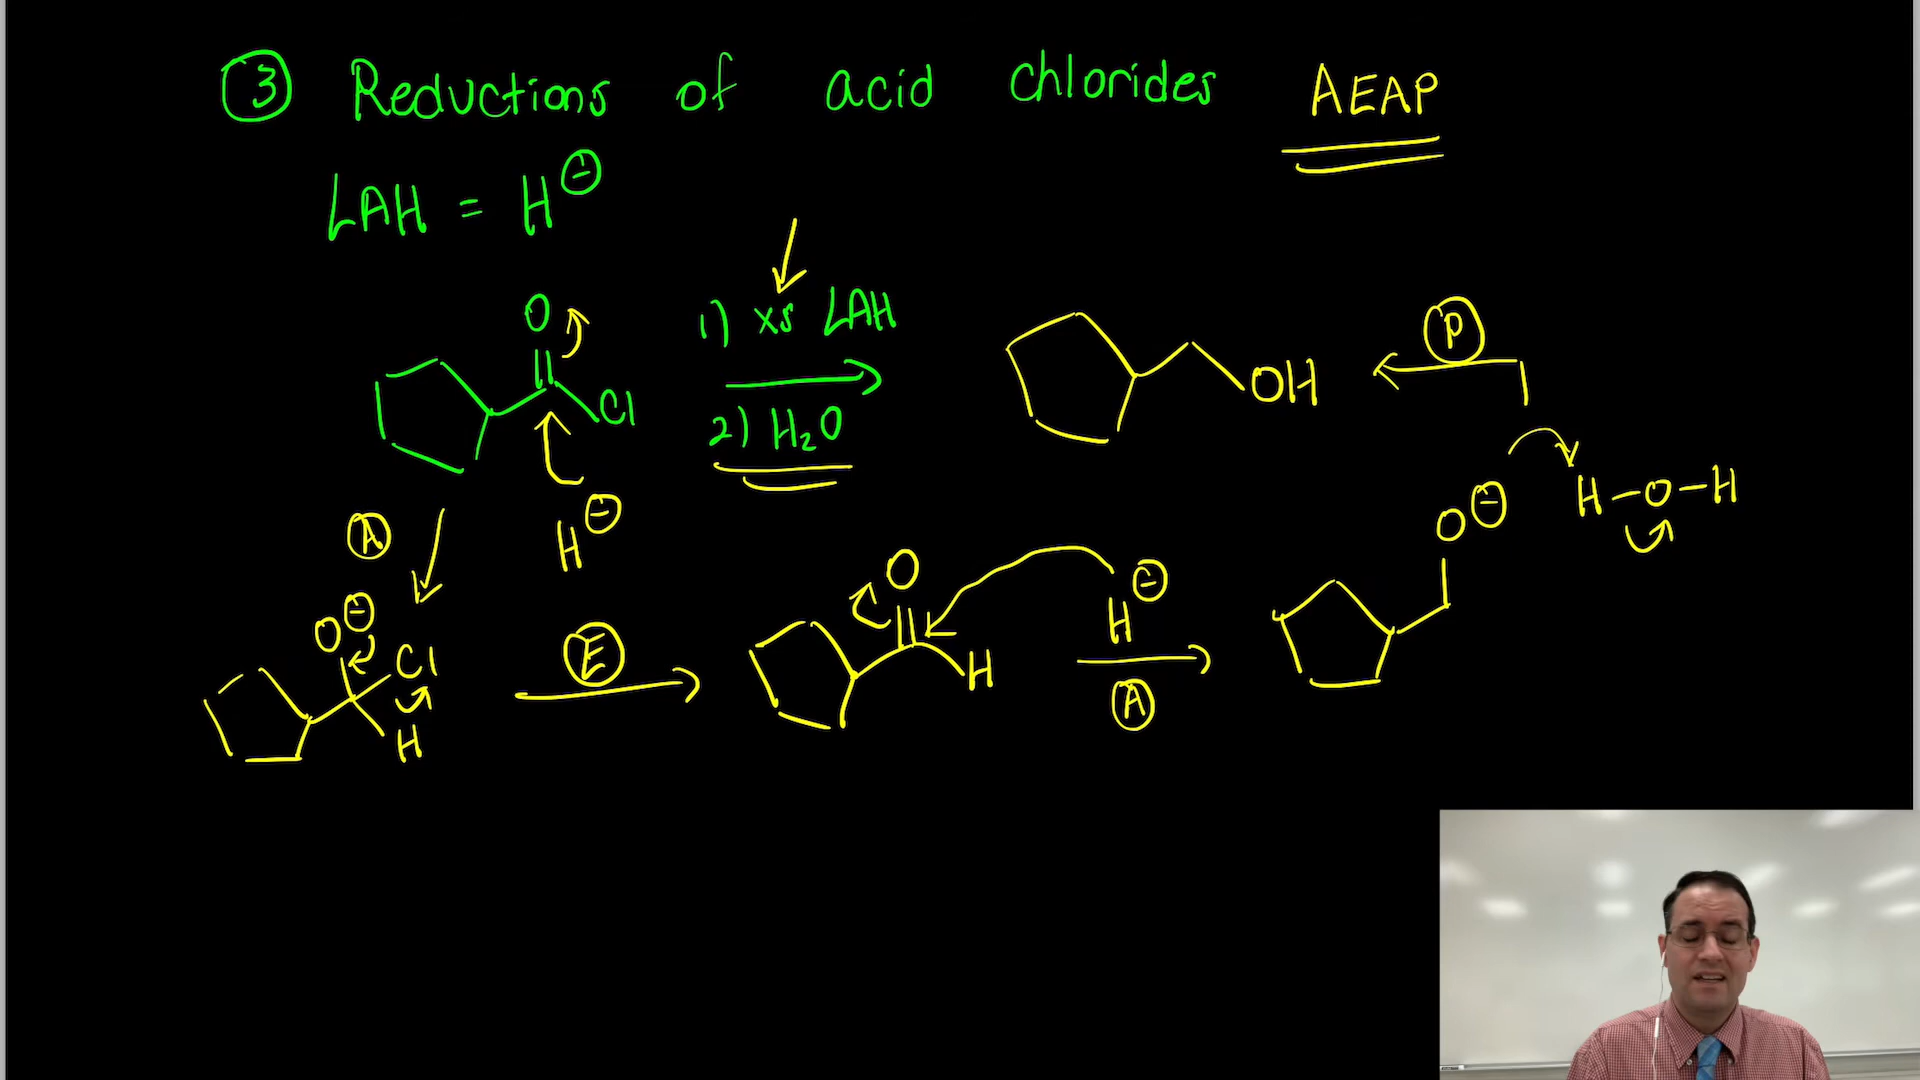 ③ Reductions of acid chlorides AEAP
LAH = H⊖
O
Cl
H⊖
1) xs LAH
2) H₂O
OH
Ⓟ
Ⓐ
O⊖
Cl
H
Ⓔ
O
H
H⊖
Ⓐ
O⊖
H–O–H